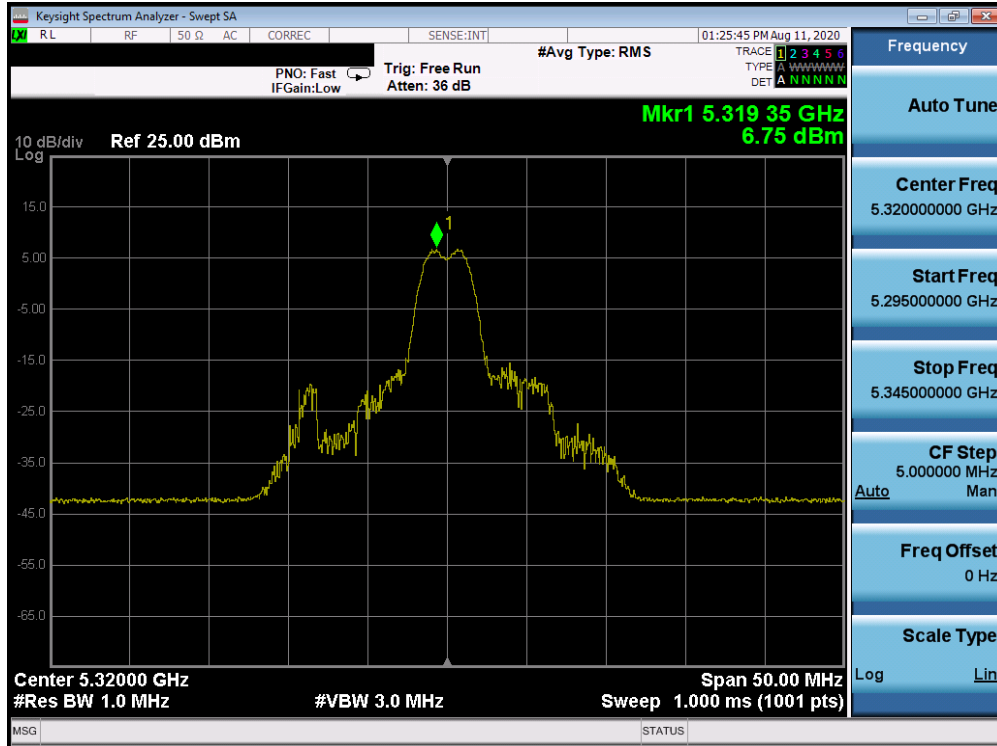 Keysight Spectrum Analyzer - Swept SA
LXI RL RF 50 Ω AC CORREC SENSE:INT 01:25:45 PM Aug 11, 2020
#Avg Type: RMS
TRACE 1 2 3 4 5 6
TYPE A WWWWW
DET A N N N N N
PNO: Fast
IFGain:Low
Trig: Free Run
Atten: 36 dB
Mkr1 5.319 35 GHz
6.75 dBm
10 dB/div Ref 25.00 dBm
Log
15.0
5.00
-5.00
-15.0
-25.0
-35.0
-45.0
-55.0
-65.0
1
Center 5.32000 GHz Span 50.00 MHz
#Res BW 1.0 MHz #VBW 3.0 MHz Sweep 1.000 ms (1001 pts)
MSG STATUS
Frequency
Auto Tune
Center Freq
5.320000000 GHz
Start Freq
5.295000000 GHz
Stop Freq
5.345000000 GHz
CF Step
5.000000 MHz
Auto Man
Freq Offset
0 Hz
Scale Type
Log Lin